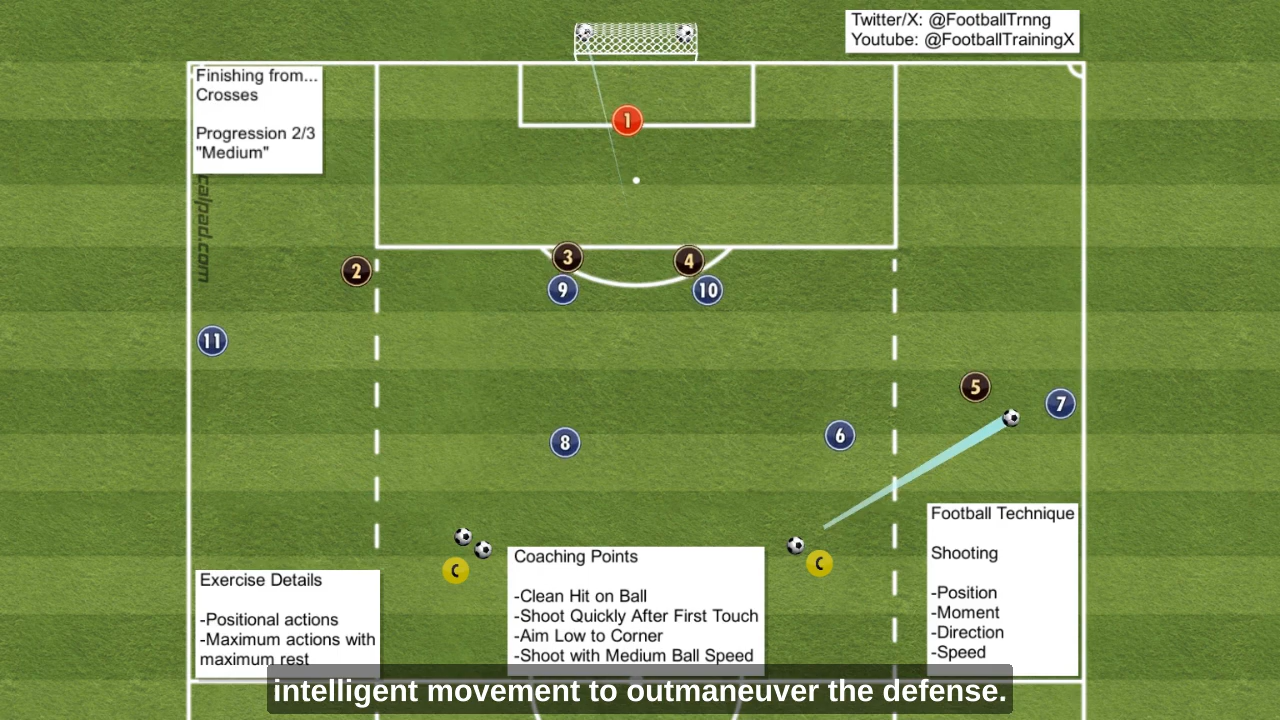 Twitter/X: @FootballTrnng
Youtube: @FootballTrainingX
Finishing from...
Crosses
Progression 2/3
"Medium"
calpad.com
1
3
4
2
9
10
11
5
7
8
6
C
C
Football Technique
Shooting
-Position
-Moment
-Direction
-Speed
Coaching Points
-Clean Hit on Ball
-Shoot Quickly After First Touch
-Aim Low to Corner
-Shoot with Medium Ball Speed
Exercise Details
-Positional actions
-Maximum actions with
maximum rest
intelligent movement to outmaneuver the defense.